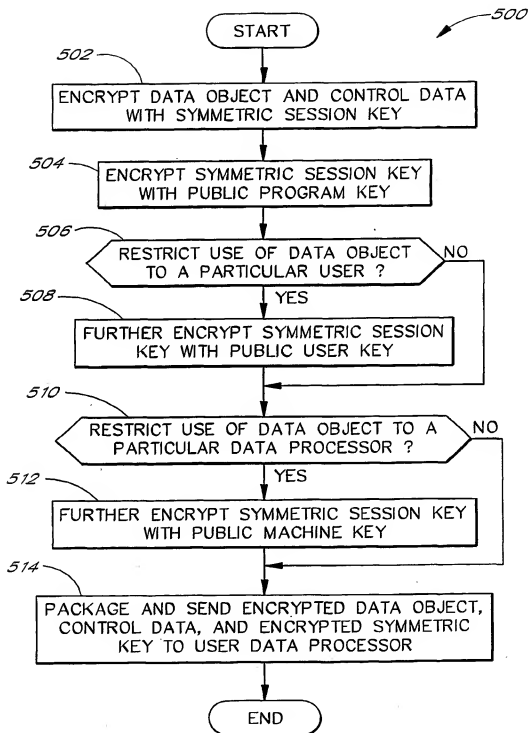 500
START
502
ENCRYPT DATA OBJECT AND CONTROL DATA
WITH SYMMETRIC SESSION KEY
504
ENCRYPT SYMMETRIC SESSION KEY
WITH PUBLIC PROGRAM KEY
506
RESTRICT USE OF DATA OBJECT
TO A PARTICULAR USER ?
NO
YES
508
FURTHER ENCRYPT SYMMETRIC SESSION
KEY WITH PUBLIC USER KEY
510
RESTRICT USE OF DATA OBJECT TO A
PARTICULAR DATA PROCESSOR ?
NO
YES
512
FURTHER ENCRYPT SYMMETRIC SESSION KEY
WITH PUBLIC MACHINE KEY
514
PACKAGE AND SEND ENCRYPTED DATA OBJECT,
CONTROL DATA, AND ENCRYPTED SYMMETRIC
KEY TO USER DATA PROCESSOR
END